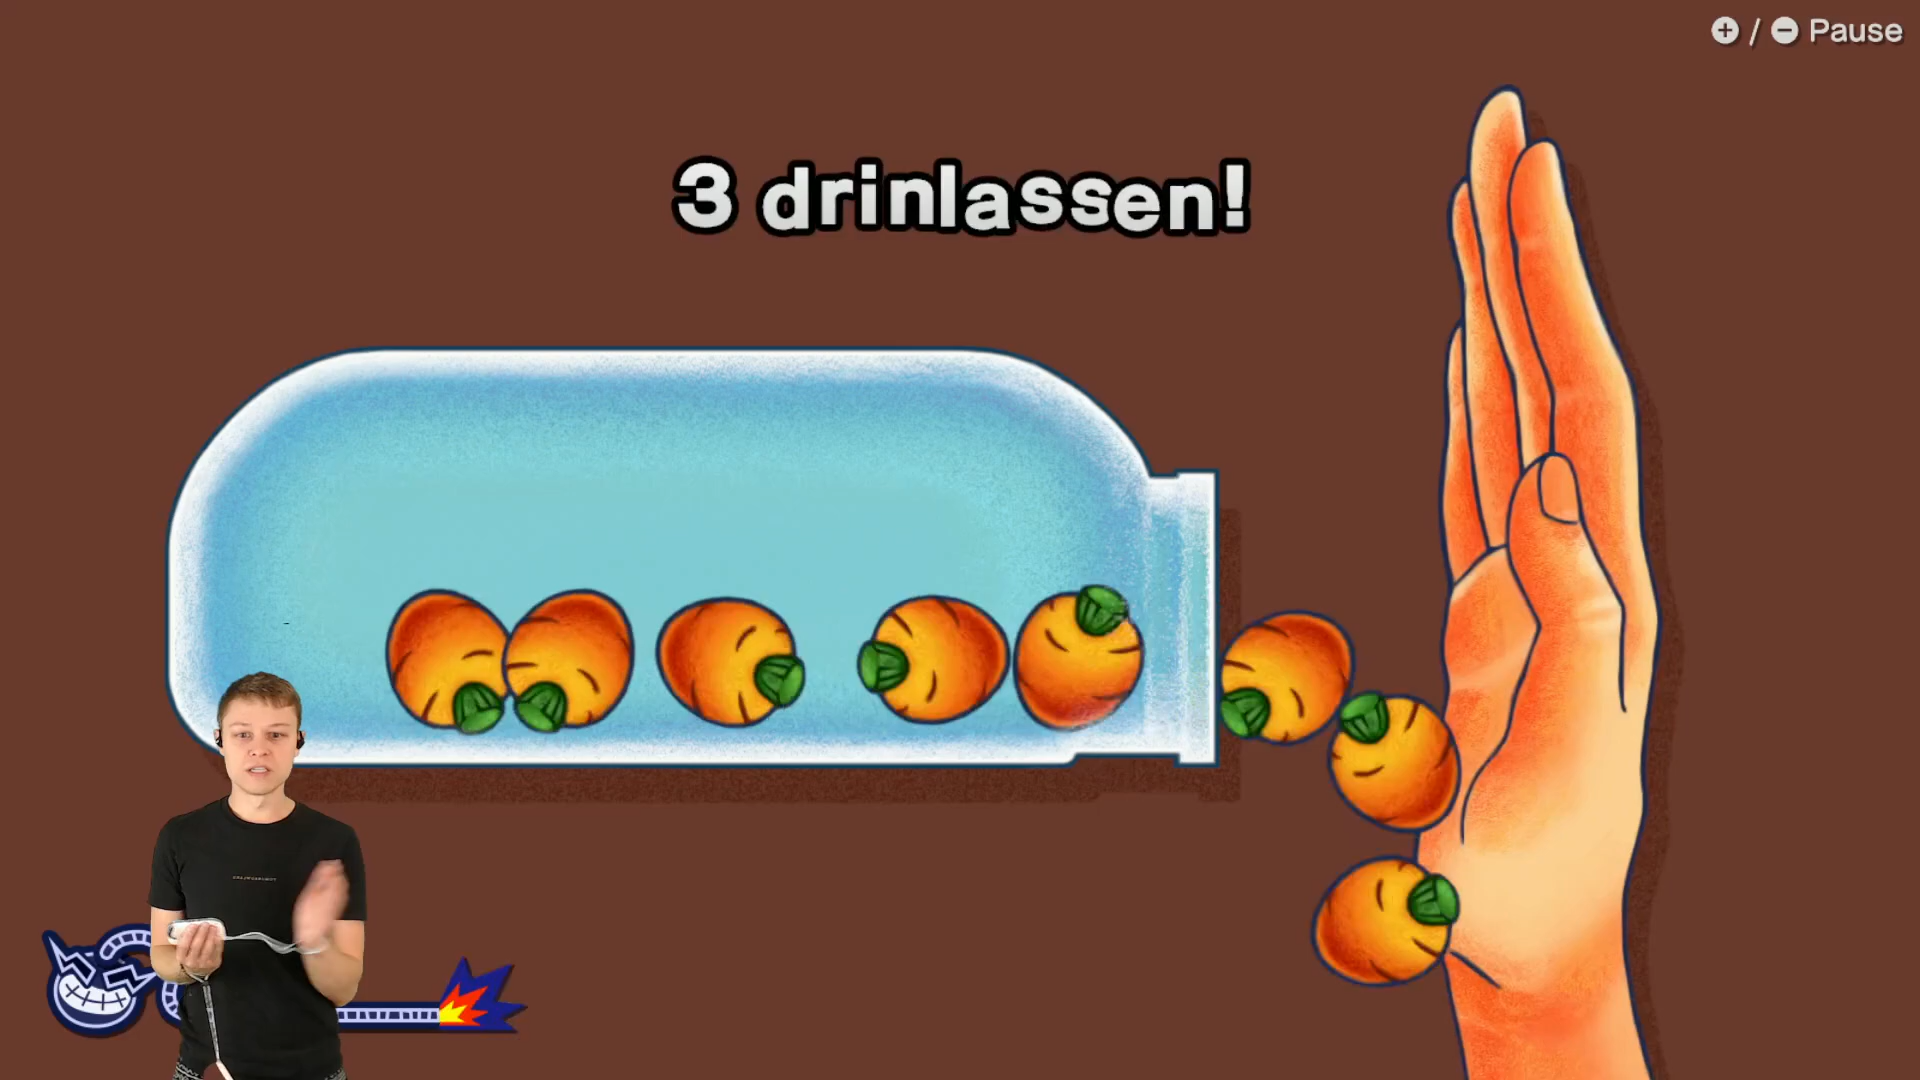 + / - Pause
3 drinlassen!